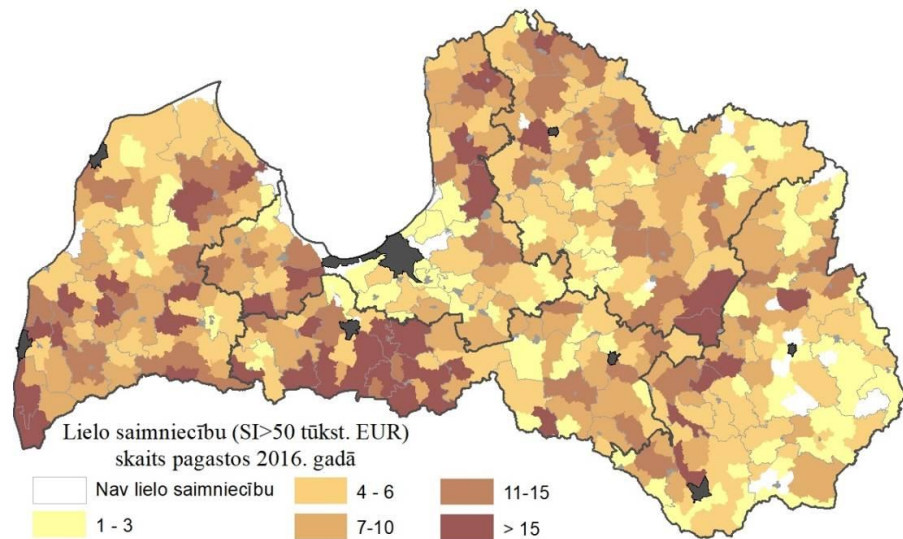 Lielo saimniecību (SI>50 tūkst. EUR)
skaits pagastos 2016. gadā
Nav lielo saimniecību
4 - 6
11-15
1 - 3
7-10
> 15